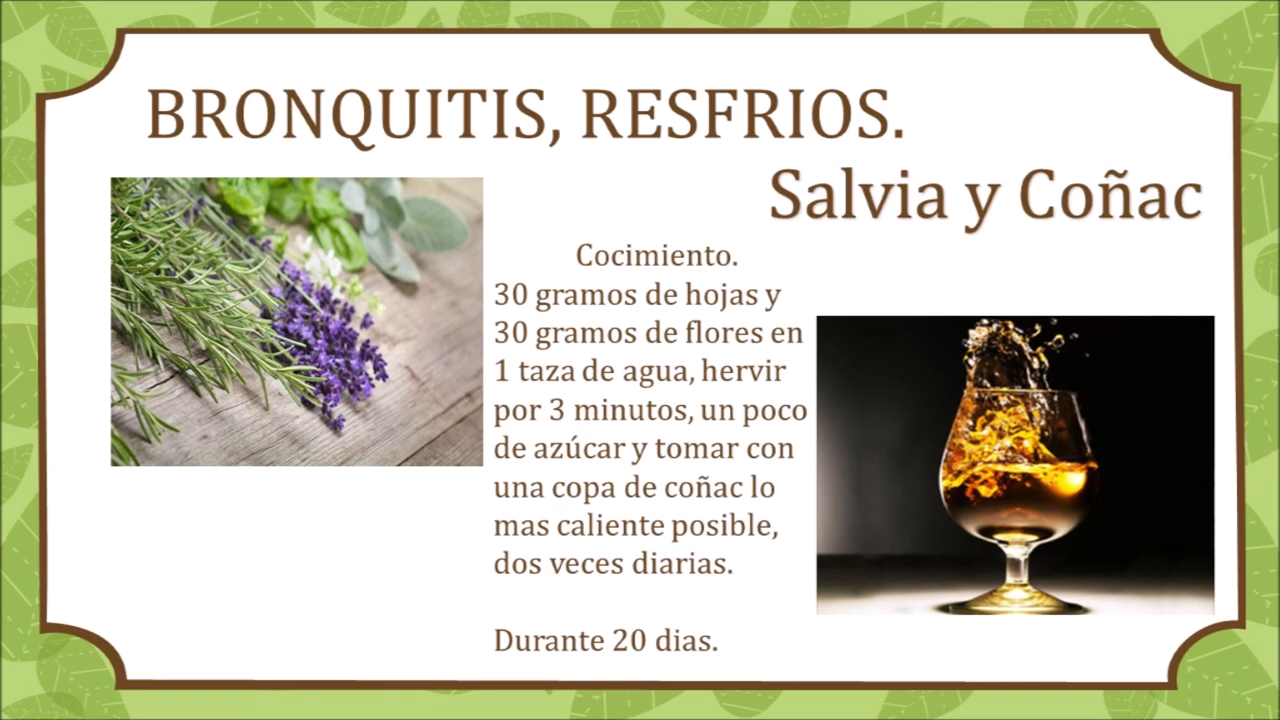 BRONQUITIS, RESFRIOS.
Salvia y Coñac
Cocimiento.
30 gramos de hojas y
30 gramos de flores en
1 taza de agua, hervir
por 3 minutos, un poco
de azúcar y tomar con
una copa de coñac lo
mas caliente posible,
dos veces diarias.
Durante 20 dias.